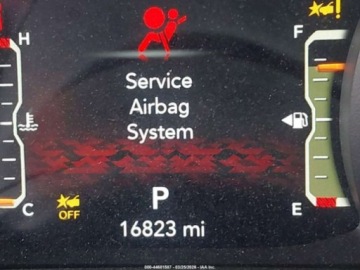 H
F
Service
Airbag
System
P
C
OFF
E
16823 mi